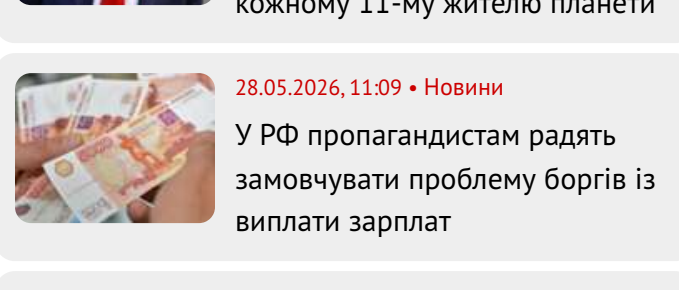 кожному 11-му жителю планети
28.05.2026, 11:09 • Новини
У РФ пропагандистам радять
замовчувати проблему боргів із
виплати зарплат